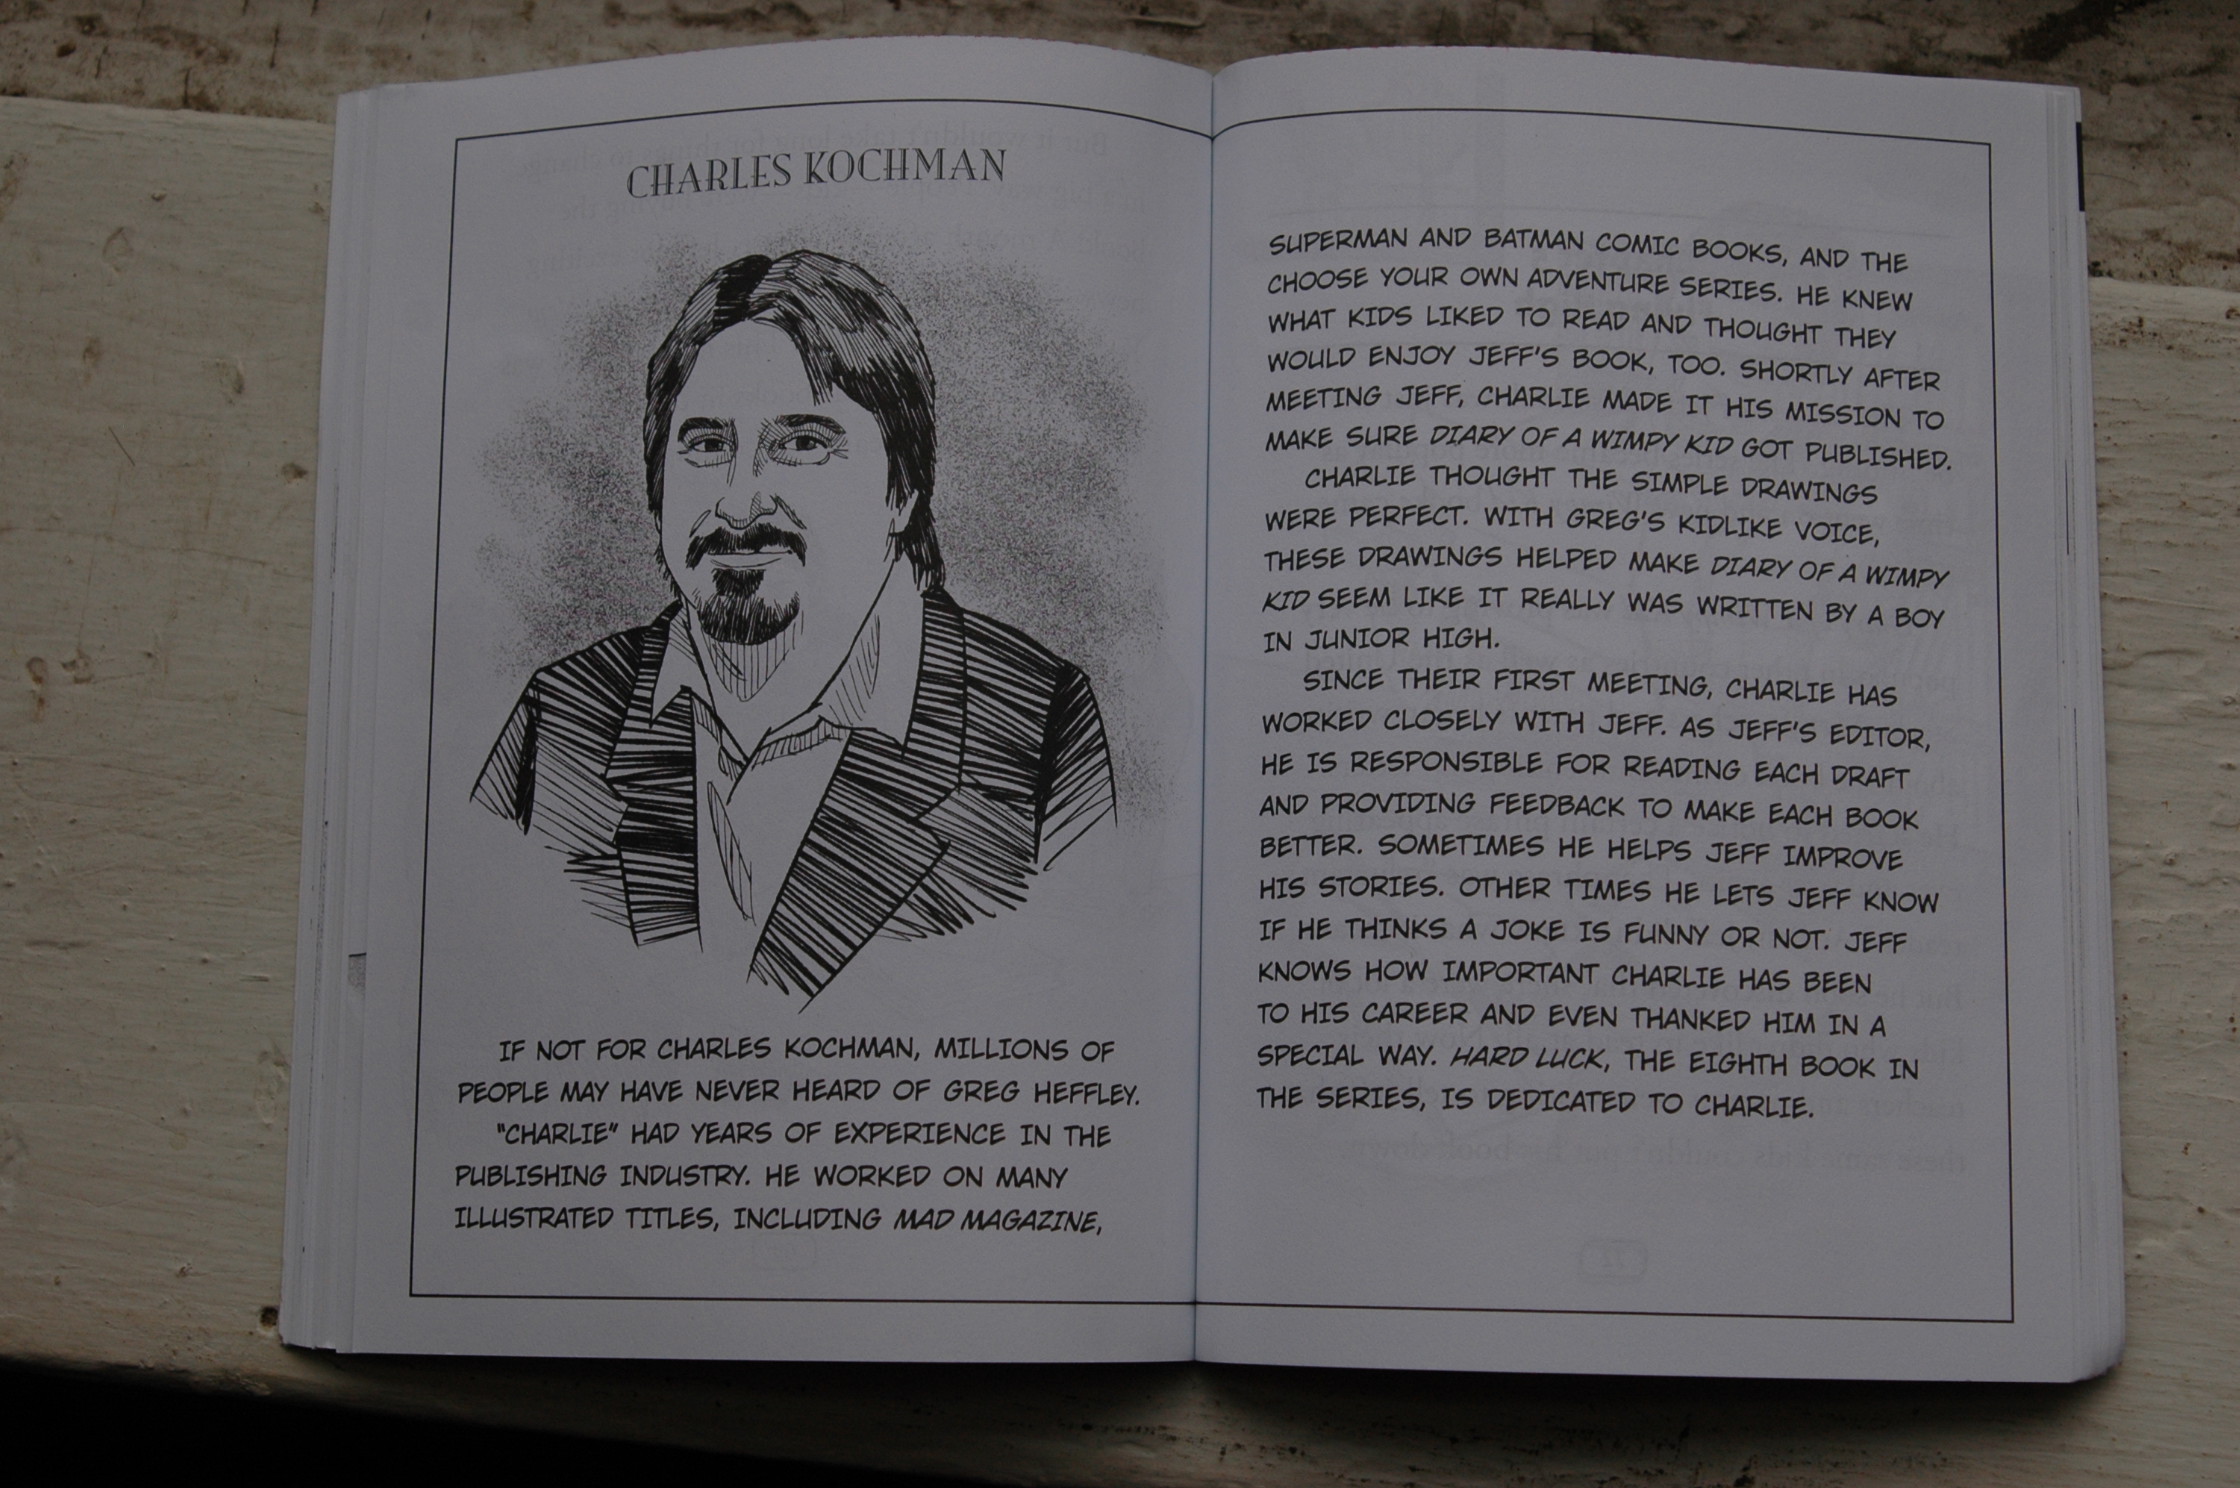 CHARLES KOCHMAN
IF NOT FOR CHARLES KOCHMAN, MILLIONS OF
PEOPLE MAY HAVE NEVER HEARD OF GREG HEFFLEY.
"CHARLIE" HAD YEARS OF EXPERIENCE IN THE
PUBLISHING INDUSTRY. HE WORKED ON MANY
ILLUSTRATED TITLES, INCLUDING MAD MAGAZINE,
SUPERMAN AND BATMAN COMIC BOOKS, AND THE
CHOOSE YOUR OWN ADVENTURE SERIES. HE KNEW
WHAT KIDS LIKED TO READ AND THOUGHT THEY
WOULD ENJOY JEFF'S BOOK, TOO. SHORTLY AFTER
MEETING JEFF, CHARLIE MADE IT HIS MISSION TO
MAKE SURE DIARY OF A WIMPY KID GOT PUBLISHED.
CHARLIE THOUGHT THE SIMPLE DRAWINGS
WERE PERFECT. WITH GREG'S KIDLIKE VOICE,
THESE DRAWINGS HELPED MAKE DIARY OF A WIMPY
KID SEEM LIKE IT REALLY WAS WRITTEN BY A BOY
IN JUNIOR HIGH.
SINCE THEIR FIRST MEETING, CHARLIE HAS
WORKED CLOSELY WITH JEFF. AS JEFF'S EDITOR,
HE IS RESPONSIBLE FOR READING EACH DRAFT
AND PROVIDING FEEDBACK TO MAKE EACH BOOK
BETTER. SOMETIMES HE HELPS JEFF IMPROVE
HIS STORIES. OTHER TIMES HE LETS JEFF KNOW
IF HE THINKS A JOKE IS FUNNY OR NOT. JEFF
KNOWS HOW IMPORTANT CHARLIE HAS BEEN
TO HIS CAREER AND EVEN THANKED HIM IN A
SPECIAL WAY. HARD LUCK, THE EIGHTH BOOK IN
THE SERIES, IS DEDICATED TO CHARLIE.